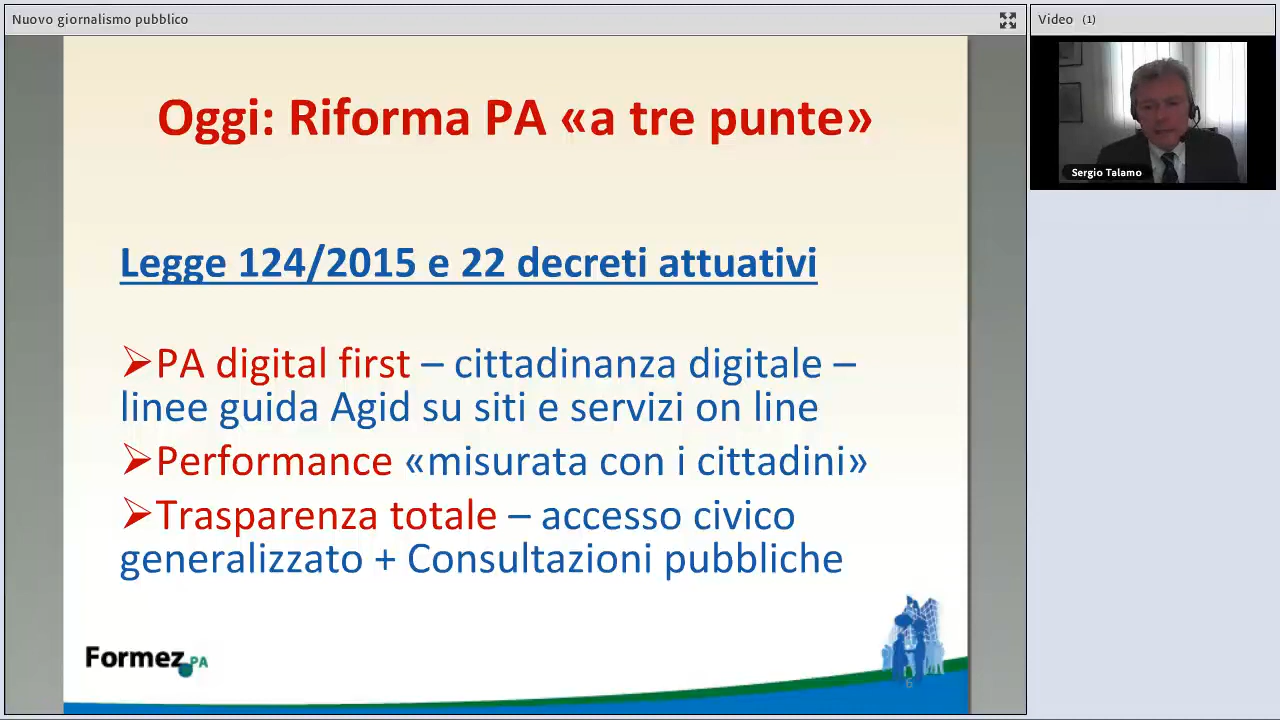 Nuovo giornalismo pubblico
Video (1)
Sergio Talamo
Oggi: Riforma PA «a tre punte»
Legge 124/2015 e 22 decreti attuativi
➢PA digital first – cittadinanza digitale –
linee guida Agid su siti e servizi on line
➢Performance «misurata con i cittadini»
➢Trasparenza totale – accesso civico
generalizzato + Consultazioni pubbliche
Formez PA
6